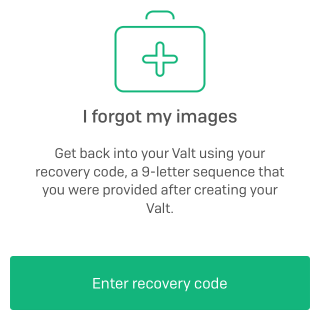 I forgot my images
Get back into your Valt using your
recovery code, a 9-letter sequence that
you were provided after creating your
Valt.
Enter recovery code